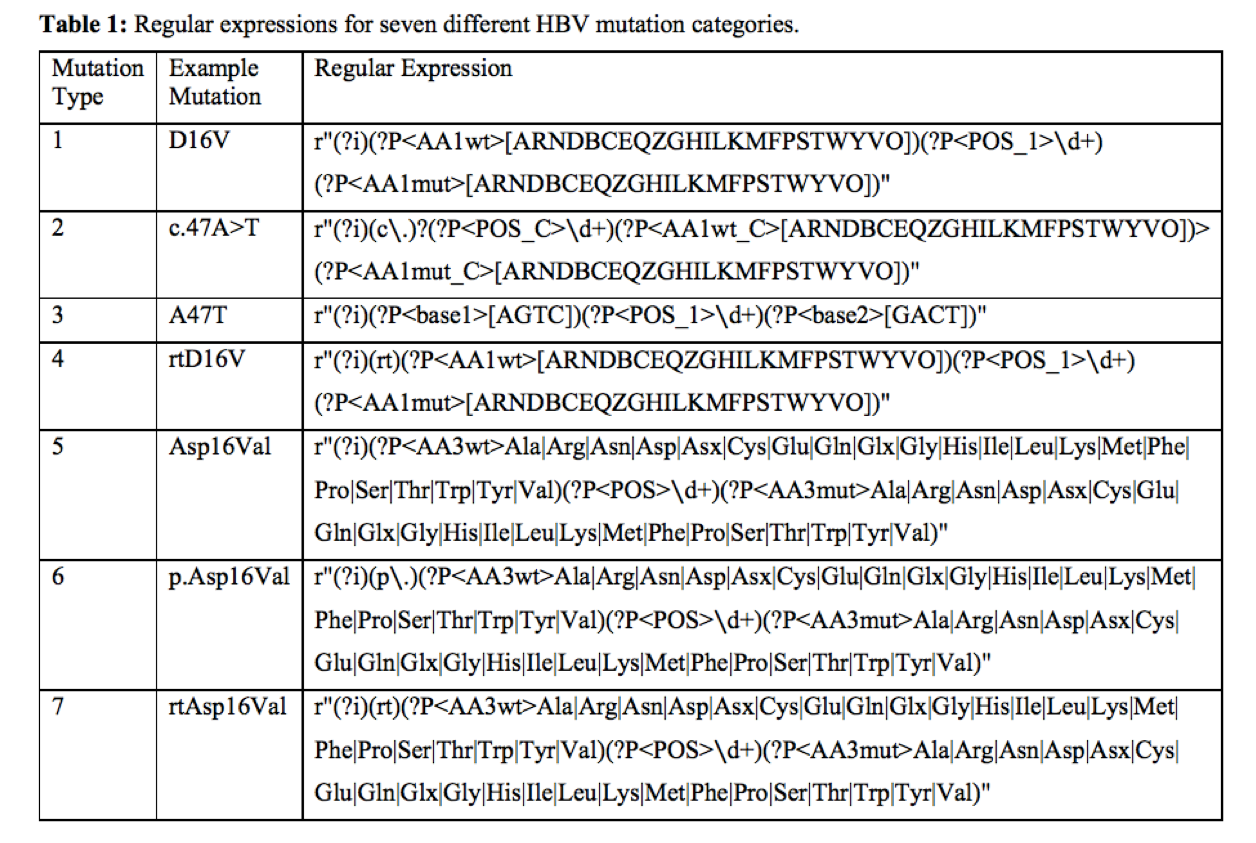 Table 1: Regular expressions for seven different HBV mutation categories.
Mutation Type Example Mutation Regular Expression
1 D16V r"(?i)(?P<AA1wt>[ARNDBCEQZGHILKMFPSTWYVO])(?P<POS_1>\d+)
(?P<AA1mut>[ARNDBCEQZGHILKMFPSTWYVO])"
2 c.47A>T r"(?i)(c\.)?(?P<POS_C>\d+)(?P<AA1wt_C>[ARNDBCEQZGHILKMFPSTWYVO])>
(?P<AA1mut_C>[ARNDBCEQZGHILKMFPSTWYVO])"
3 A47T r"(?i)(?P<base1>[AGTC])(?P<POS_1>\d+)(?P<base2>[GACT])"
4 rtD16V r"(?i)(rt)(?P<AA1wt>[ARNDBCEQZGHILKMFPSTWYVO])(?P<POS_1>\d+)
(?P<AA1mut>[ARNDBCEQZGHILKMFPSTWYVO])"
5 Asp16Val r"(?i)(?P<AA3wt>Ala|Arg|Asn|Asp|Asx|Cys|Glu|Gln|Glx|Gly|His|Ile|Leu|Lys|Met|Phe|
Pro|Ser|Thr|Trp|Tyr|Val)(?P<POS>\d+)(?P<AA3mut>Ala|Arg|Asn|Asp|Asx|Cys|Glu|
Gln|Glx|Gly|His|Ile|Leu|Lys|Met|Phe|Pro|Ser|Thr|Trp|Tyr|Val)"
6 p.Asp16Val r"(?i)(p\.)(?P<AA3wt>Ala|Arg|Asn|Asp|Asx|Cys|Glu|Gln|Glx|Gly|His|Ile|Leu|Lys|Met|
Phe|Pro|Ser|Thr|Trp|Tyr|Val)(?P<POS>\d+)(?P<AA3mut>Ala|Arg|Asn|Asp|Asx|Cys|
Glu|Gln|Glx|Gly|His|Ile|Leu|Lys|Met|Phe|Pro|Ser|Thr|Trp|Tyr|Val)"
7 rtAsp16Val r"(?i)(rt)(?P<AA3wt>Ala|Arg|Asn|Asp|Asx|Cys|Glu|Gln|Glx|Gly|His|Ile|Leu|Lys|Met|
Phe|Pro|Ser|Thr|Trp|Tyr|Val)(?P<POS>\d+)(?P<AA3mut>Ala|Arg|Asn|Asp|Asx|Cys|
Glu|Gln|Glx|Gly|His|Ile|Leu|Lys|Met|Phe|Pro|Ser|Thr|Trp|Tyr|Val)"